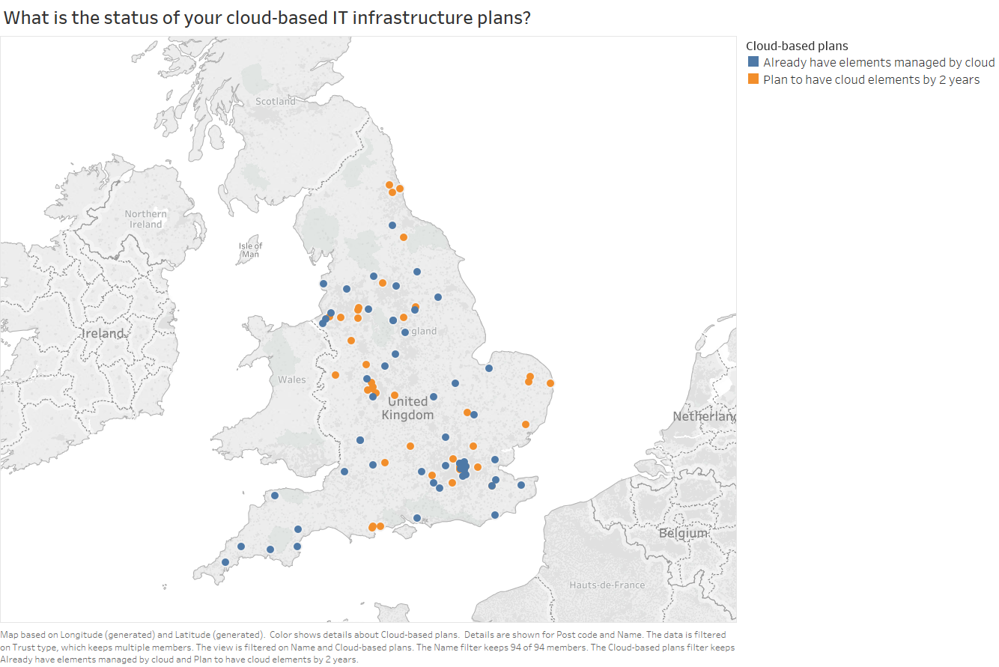 What is the status of your cloud-based IT infrastructure plans?
Cloud-based plans
Already have elements managed by cloud
Plan to have cloud elements by 2 years
Scotland
Northern
Ireland
Isle of
Man
Ireland
gland
Wales
United
Kingdom
Netherlan
Belgium
Hauts-de-France
Map based on Longitude (generated) and Latitude (generated).  Color shows details about Cloud-based plans.  Details are shown for Post code and Name. The data is filtered
on Trust type, which keeps multiple members. The view is filtered on Name and Cloud-based plans. The Name filter keeps 94 of 94 members. The Cloud-based plans filter keeps
Already have elements managed by cloud and Plan to have cloud elements by 2 years.